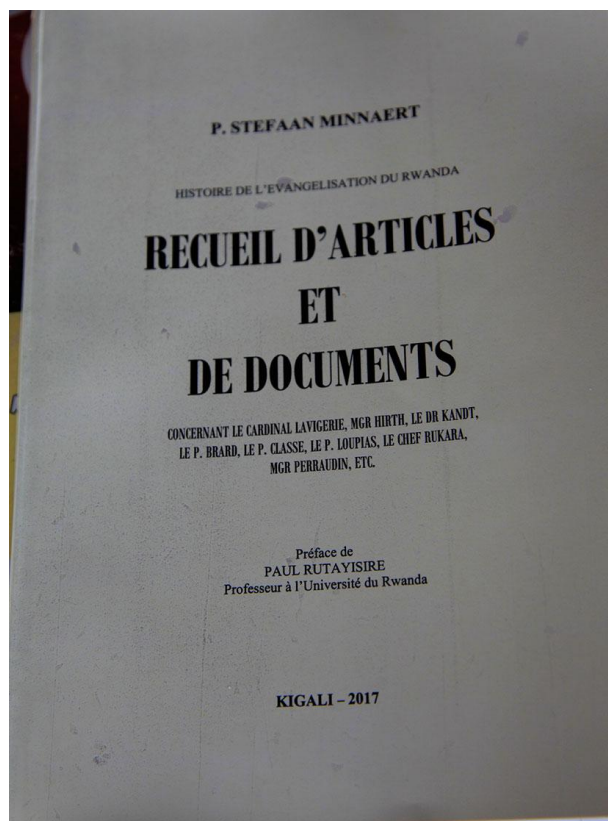 P. STEFAAN MINNAERT
HISTOIRE DE L'EVANGELISATION DU RWANDA
RECUEIL D'ARTICLES
ET
DE DOCUMENTS
CONCERNANT LE CARDINAL LAVIGERIE, MGR HIRTH, LE DR KANDT,
LE P. BRARD, LE P. CLASSE, LE P. LOUPIAS, LE CHEF RUKARA,
MGR PERRAUDIN, ETC.
Préface de
PAUL RUTAYISIRE
Professeur à l'Université du Rwanda
KIGALI – 2017